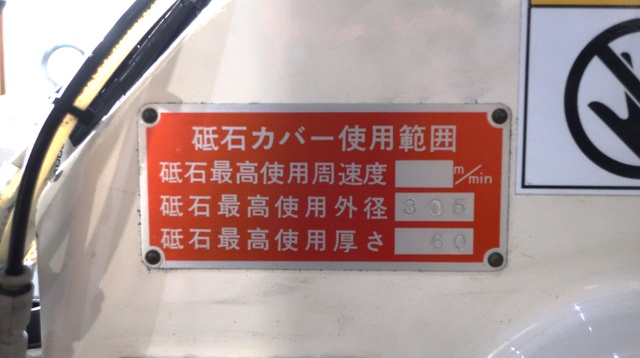 砥石カバー使用範囲
砥石最高使用周速度 m/min
砥石最高使用外径 305
砥石最高使用厚さ 60